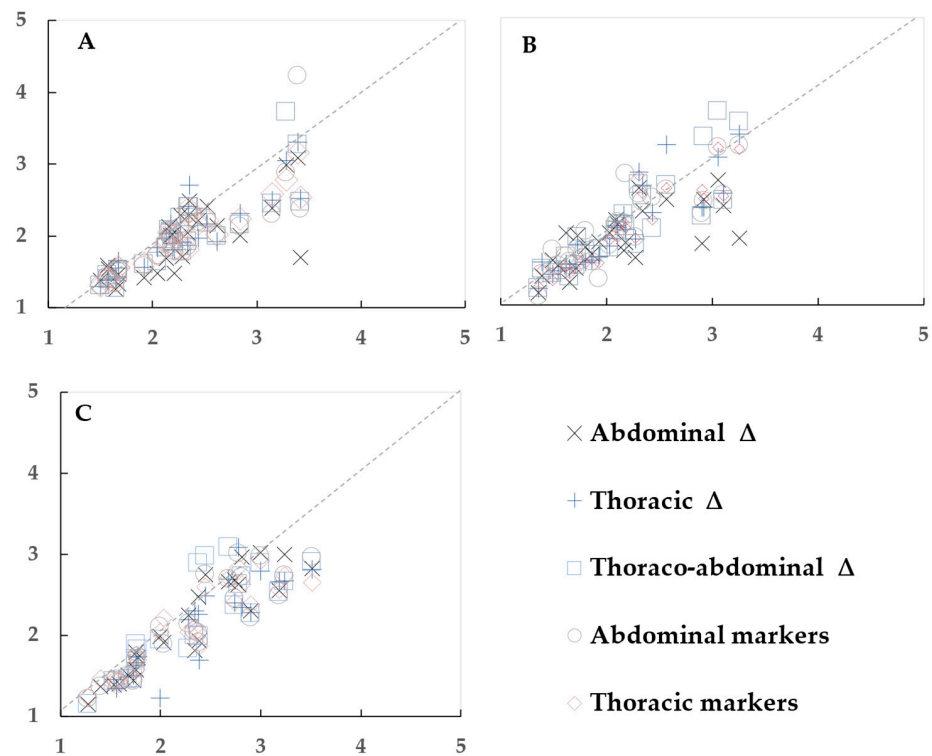 5
A
4
3
2
1
1 2 3 4 5
B
1 2 3 4 5
5
C
4
3
2
1
1 2 3 4 5
Abdominal Δ
Thoracic Δ
Thoraco-abdominal Δ
Abdominal markers
Thoracic markers